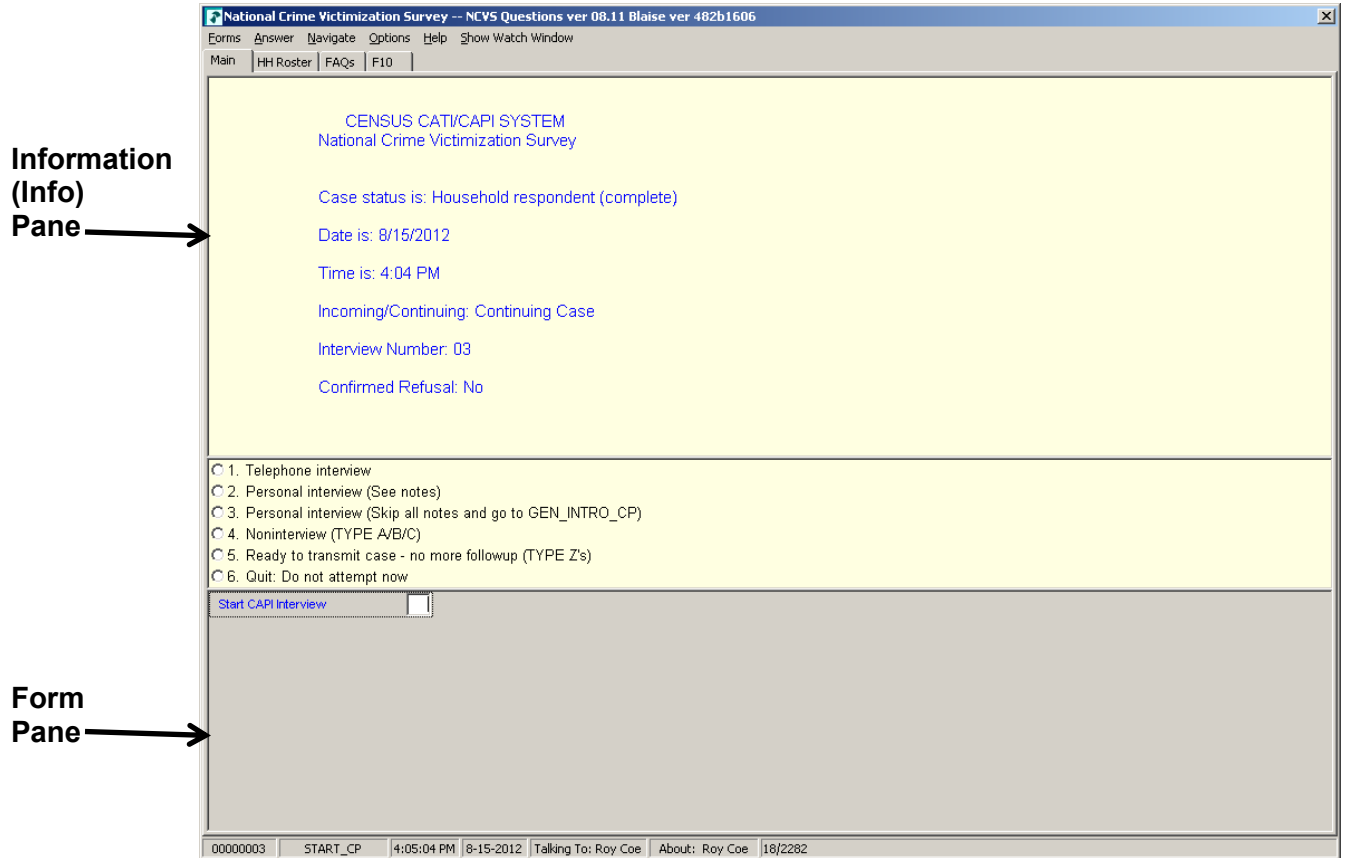 National Crime Victimization Survey -- NCVS Questions ver 08.11 Blaise ver 482b1606
Forms Answer Navigate Options Help Show Watch Window
Main HH Roster FAQs F10
CENSUS CATI/CAPI SYSTEM
National Crime Victimization Survey
Information
(Info)
Pane
Case status is: Household respondent (complete)
Date is: 8/15/2012
Time is: 4:04 PM
Incoming/Continuing: Continuing Case
Interview Number: 03
Confirmed Refusal: No
1. Telephone interview
2. Personal interview (See notes)
3. Personal interview (Skip all notes and go to GEN_INTRO_CP)
4. Noninterview (TYPE A/B/C)
5. Ready to transmit case - no more followup (TYPE Z's)
6. Quit: Do not attempt now
Start CAPI Interview
Form
Pane
00000003 START_CP 4:05:04 PM 8-15-2012 Talking To: Roy Coe About: Roy Coe 18/2282